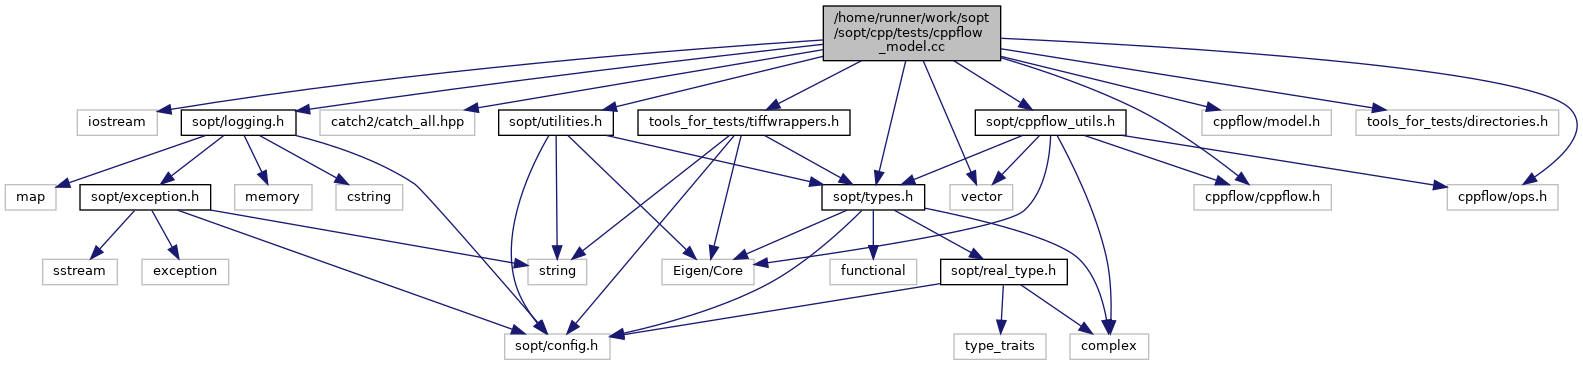 /home/runner/work/sopt
/sopt/cpp/tests/cppflow
_model.cc
iostream
sopt/logging.h
catch2/catch_all.hpp
sopt/utilities.h
tools_for_tests/tiffwrappers.h
sopt/cppflow_utils.h
cppflow/model.h
tools_for_tests/directories.h
map
sopt/exception.h
memory
cstring
sopt/types.h
vector
cppflow/cppflow.h
cppflow/ops.h
sstream
exception
string
Eigen/Core
functional
sopt/real_type.h
sopt/config.h
type_traits
complex